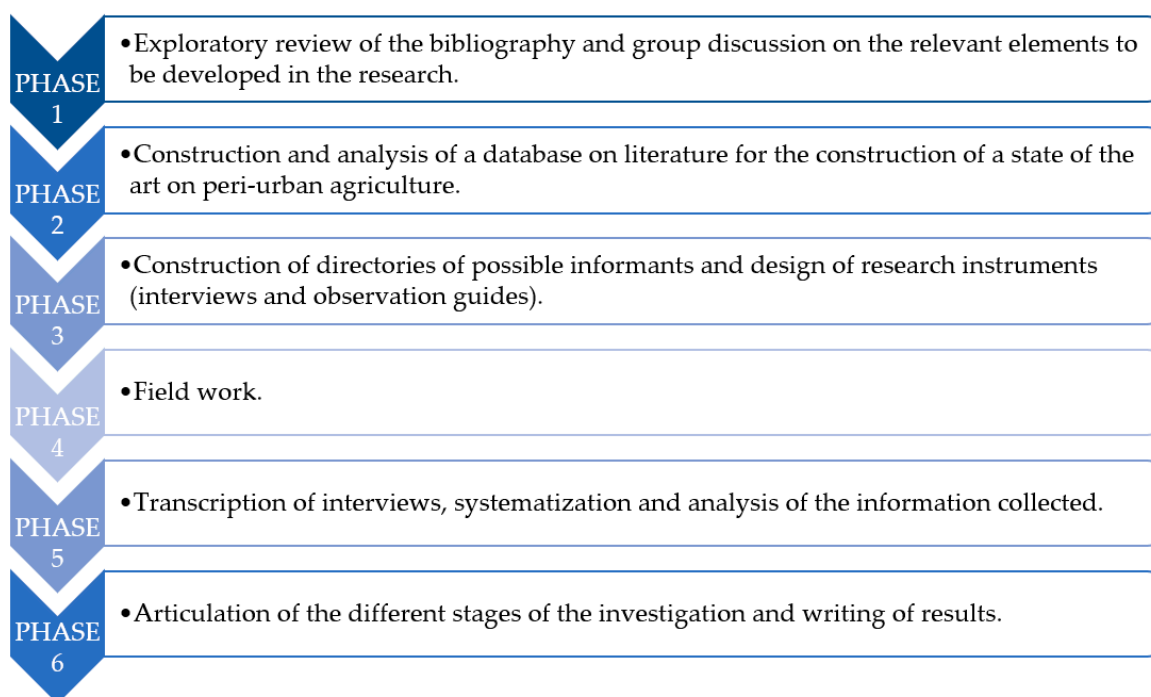 PHASE
1
•Exploratory review of the bibliography and group discussion on the relevant elements to
be developed in the research.
PHASE
2
•Construction and analysis of a database on literature for the construction of a state of the
art on peri-urban agriculture.
PHASE
3
•Construction of directories of possible informants and design of research instruments
(interviews and observation guides).
PHASE
4
•Field work.
PHASE
5
•Transcription of interviews, systematization and analysis of the information collected.
PHASE
6
•Articulation of the different stages of the investigation and writing of results.